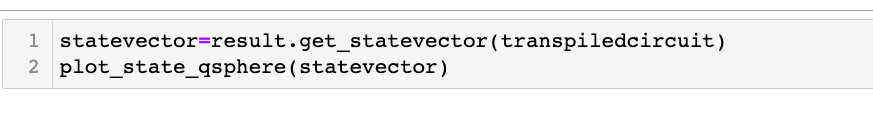 1 statevector=result.get_statevector(transpiledcircuit)
2 plot_state_qsphere(statevector)